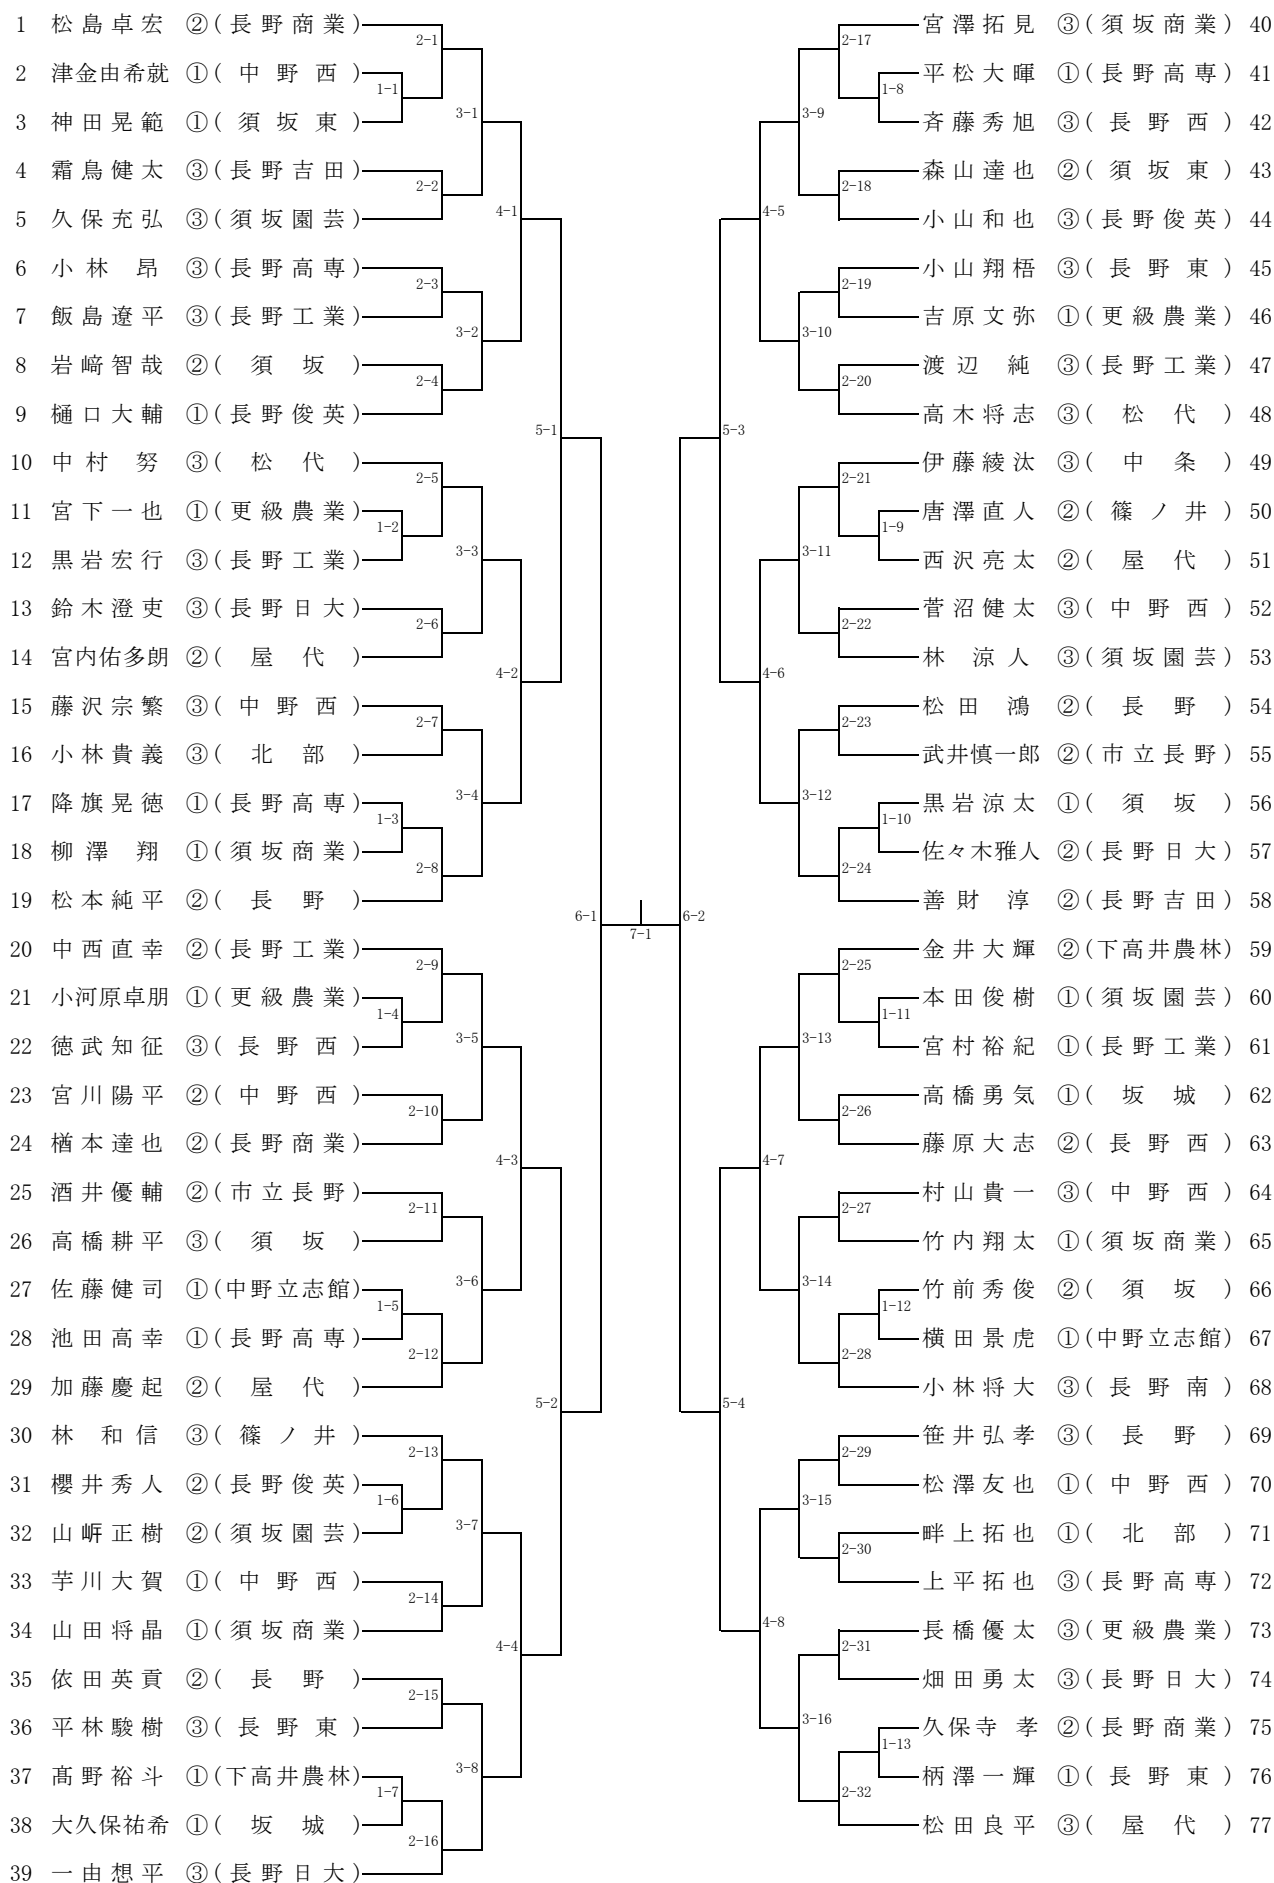 1 松島卓宏 ②(長野商業)
2 津金由希就 ①(中野西)
3 神田晃範 ①(須坂東)
4 霜鳥健太 ③(長野吉田)
5 久保充弘 ③(須坂園芸)
6 小林 昂 ③(長野高専)
7 飯島遼平 ③(長野工業)
8 岩﨑智哉 ②(須坂)
9 樋口大輔 ①(長野俊英)
10 中村 努 ③(松代)
11 宮下一也 ①(更級農業)
12 黒岩宏行 ③(長野工業)
13 鈴木澄吏 ③(長野日大)
14 宮内佑多朗 ②(屋代)
15 藤沢宗繁 ③(中野西)
16 小林貴義 ③(北部)
17 降旗晃徳 ①(長野高専)
18 柳澤 翔 ①(須坂商業)
19 松本純平 ②(長野)
20 中西直幸 ②(長野工業)
21 小河原卓朋 ①(更級農業)
22 徳武知征 ③(長野西)
23 宮川陽平 ②(中野西)
24 楢本達也 ②(長野商業)
25 酒井優輔 ②(市立長野)
26 高橋耕平 ③(須坂)
27 佐藤健司 ①(中野立志館)
28 池田高幸 ①(長野高専)
29 加藤慶起 ②(屋代)
30 林 和信 ③(篠ノ井)
31 櫻井秀人 ②(長野俊英)
32 山㟁正樹 ②(須坂園芸)
33 芋川大賀 ①(中野西)
34 山田将晶 ①(須坂商業)
35 依田英貢 ②(長野)
36 平林駿樹 ③(長野東)
37 髙野裕斗 ①(下高井農林)
38 大久保祐希 ①(坂城)
39 一由想平 ③(長野日大)
2-1
1-1
3-1
2-2
4-1
2-3
3-2
2-4
5-1
2-5
1-2
3-3
2-6
4-2
2-7
3-4
1-3
2-8
6-1
7-1
2-9
1-4
3-5
2-10
4-3
2-11
3-6
1-5
2-12
5-2
2-13
1-6
3-7
2-14
4-4
2-15
3-8
1-7
2-16
宮澤拓見 ③(須坂商業) 40
平松大暉 ①(長野高専) 41
斉藤秀旭 ③(長野西) 42
森山達也 ②(須坂東) 43
小山和也 ③(長野俊英) 44
小山翔梧 ③(長野東) 45
吉原文弥 ①(更級農業) 46
渡辺 純 ③(長野工業) 47
高木将志 ③(松代) 48
伊藤綾汰 ③(中条) 49
唐澤直人 ②(篠ノ井) 50
西沢亮太 ②(屋代) 51
菅沼健太 ③(中野西) 52
林 涼人 ③(須坂園芸) 53
松田 鴻 ②(長野) 54
武井慎一郎 ②(市立長野) 55
黒岩涼太 ①(須坂) 56
佐々木雅人 ②(長野日大) 57
善財 淳 ②(長野吉田) 58
金井大輝 ②(下高井農林) 59
本田俊樹 ①(須坂園芸) 60
宮村裕紀 ①(長野工業) 61
高橋勇気 ①(坂城) 62
藤原大志 ②(長野西) 63
村山貴一 ③(中野西) 64
竹内翔太 ①(須坂商業) 65
竹前秀俊 ②(須坂) 66
横田景虎 ①(中野立志館) 67
小林将大 ③(長野南) 68
笹井弘孝 ③(長野) 69
松澤友也 ①(中野西) 70
畔上拓也 ①(北部) 71
上平拓也 ③(長野高専) 72
長橋優太 ③(更級農業) 73
畑田勇太 ③(長野日大) 74
久保寺 孝 ②(長野商業) 75
柄澤一輝 ①(長野東) 76
松田良平 ③(屋代) 77
2-17
1-8
3-9
2-18
4-5
2-19
3-10
2-20
5-3
2-21
1-9
3-11
2-22
4-6
2-23
3-12
1-10
2-24
6-2
2-25
1-11
3-13
2-26
4-7
2-27
3-14
1-12
2-28
5-4
2-29
3-15
2-30
4-8
2-31
3-16
1-13
2-32